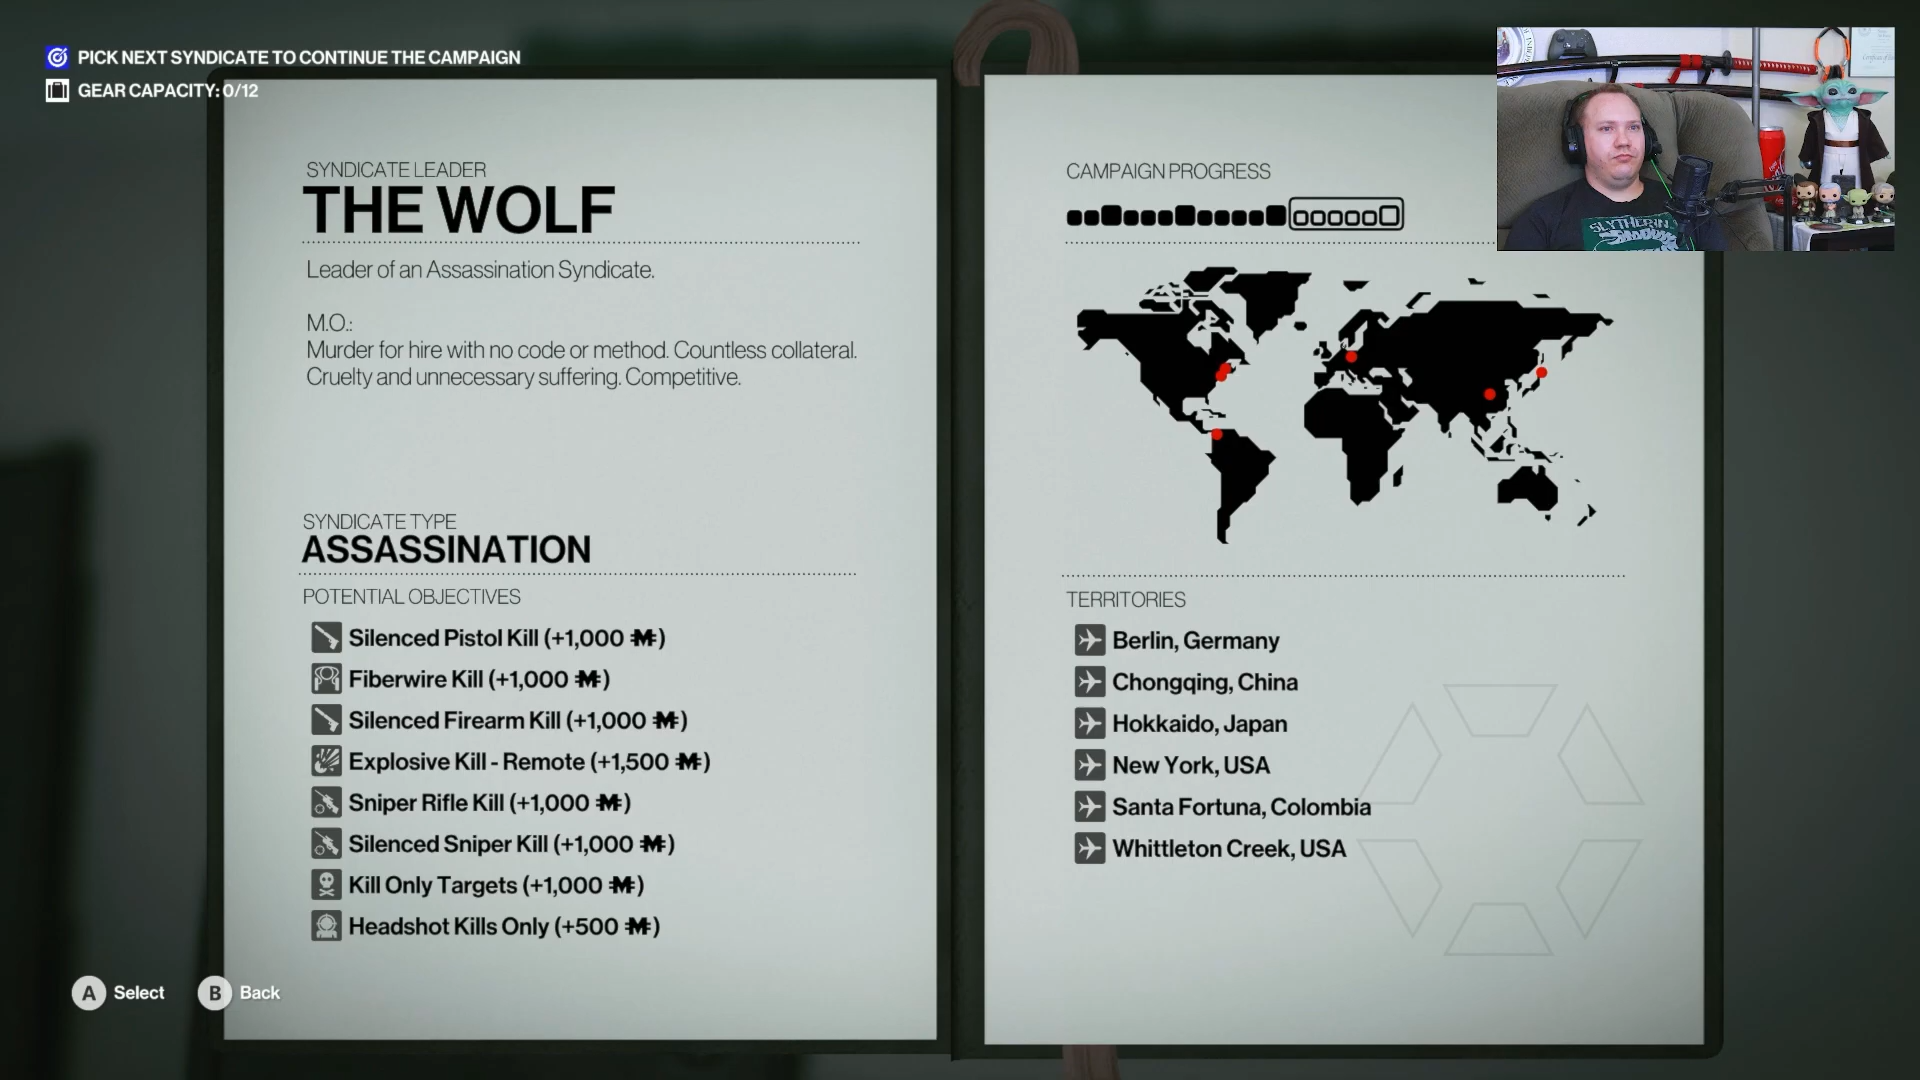 PICK NEXT SYNDICATE TO CONTINUE THE CAMPAIGN
GEAR CAPACITY: 0/12
SYNDICATE LEADER
THE WOLF
Leader of an Assassination Syndicate.
M.O.:
Murder for hire with no code or method. Countless collateral.
Cruelty and unnecessary suffering. Competitive.
SYNDICATE TYPE
ASSASSINATION
POTENTIAL OBJECTIVES
Silenced Pistol Kill (+1,000 M)
Fiberwire Kill (+1,000 M)
Silenced Firearm Kill (+1,000 M)
Explosive Kill - Remote (+1,500 M)
Sniper Rifle Kill (+1,000 M)
Silenced Sniper Kill (+1,000 M)
Kill Only Targets (+1,000 M)
Headshot Kills Only (+500 M)
A Select
B Back
CAMPAIGN PROGRESS
TERRITORIES
Berlin, Germany
Chongqing, China
Hokkaido, Japan
New York, USA
Santa Fortuna, Colombia
Whittleton Creek, USA
SLYTHERIN